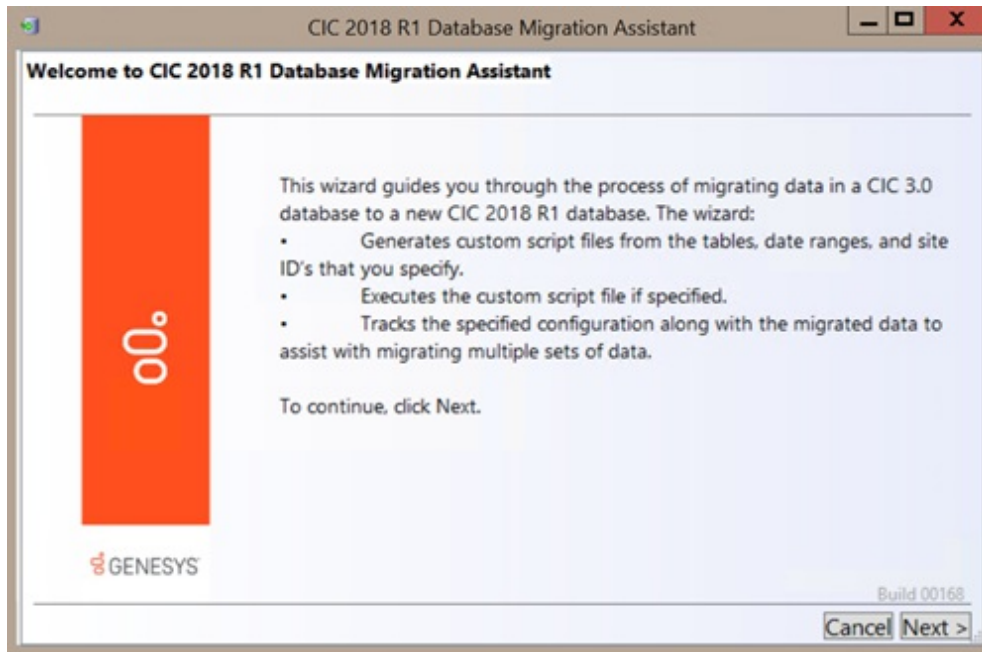 CIC 2018 R1 Database Migration Assistant
Welcome to CIC 2018 R1 Database Migration Assistant
This wizard guides you through the process of migrating data in a CIC 3.0
database to a new CIC 2018 R1 database. The wizard:
• Generates custom script files from the tables, date ranges, and site
ID's that you specify.
• Executes the custom script file if specified.
• Tracks the specified configuration along with the migrated data to
assist with migrating multiple sets of data.
To continue, click Next.
GENESYS
Build 00168
Cancel Next >